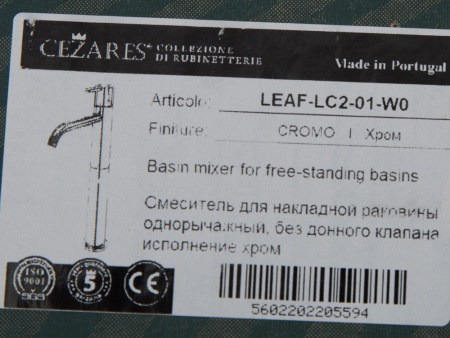 CEZARES® COLLEZIONE
DI RUBINETTERIE
Made in Portugal
Articolo: LEAF-LC2-01-W0
Finiture: CROMO | Хром
Basin mixer for free-standing basins
Смеситель для накладной раковины
однорычажный, без донного клапана
исполнение хром
ISO
9001
5
CE
5602202205594